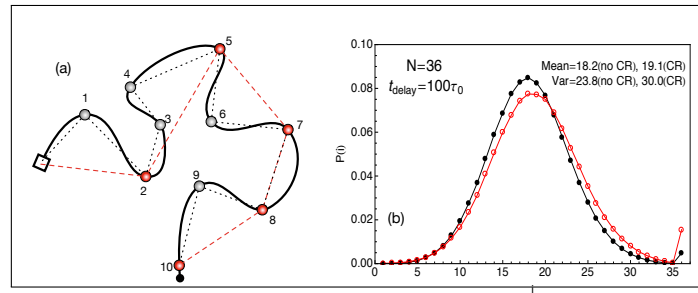 (a)
1
2
3
4
5
6
7
8
9
10
N=36
t_delay=100τ0
Mean=18.2(no CR), 19.1(CR)
Var=23.8(no CR), 30.0(CR)
(b)
P(i)
0.10
0.08
0.06
0.04
0.02
0.00
0 5 10 15 20 25 30 35
i